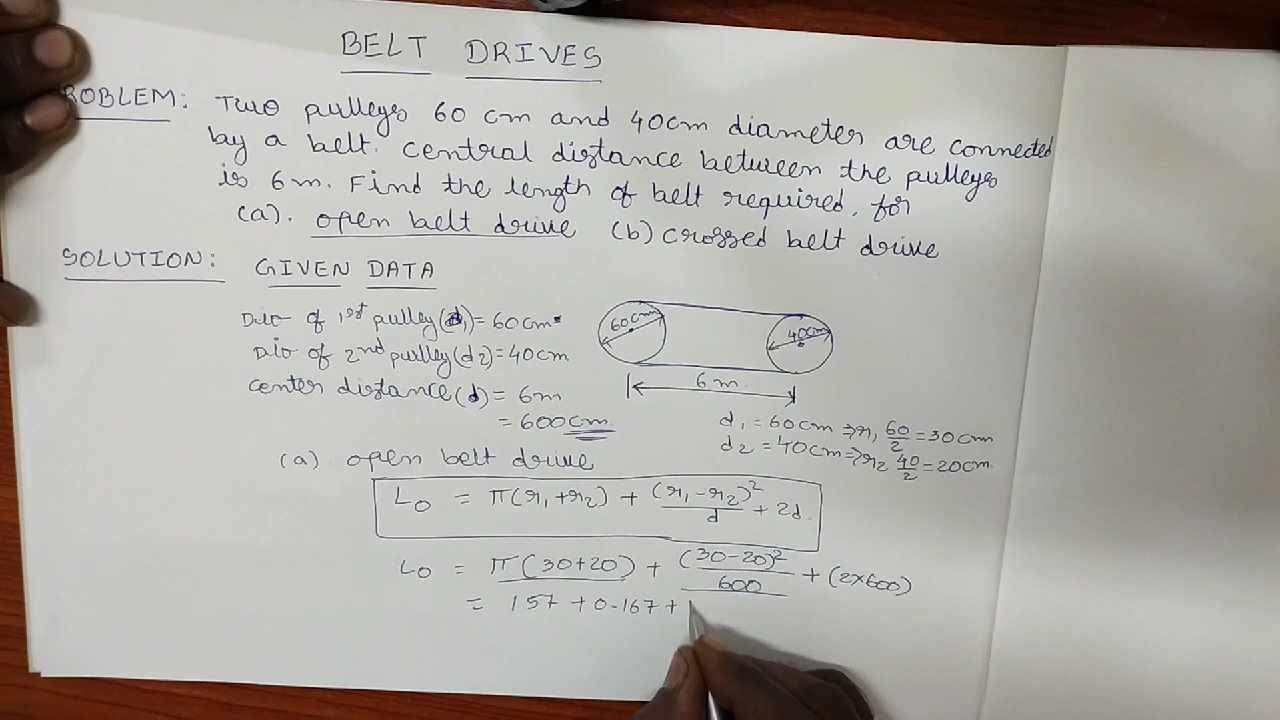 BELT DRIVES
ROBLEM: Two pulleys 60 cm and 40cm diameter are connected
by a belt. central distance between the pulleys
is 6m. Find the length of belt required, for
(a). open belt drive (b) crossed belt drive
SOLUTION: GIVEN DATA
Dia of 1st pulley(d1)= 60cm
Dia of 2nd pulley(d2)=40cm
center distance(d) = 6m
= 600cm
60cm
40cm
6m
d1 = 60cm ⇒ r1 60/2 = 30cm
d2 = 40cm ⇒ r2 40/2 = 20cm
(a). open belt drive
LO = π(r1+r2) + (r1-r2)²/d + 2d.
LO = π(30+20) + (30-20)²/600 + (2x600)
= 157 + 0.167 +